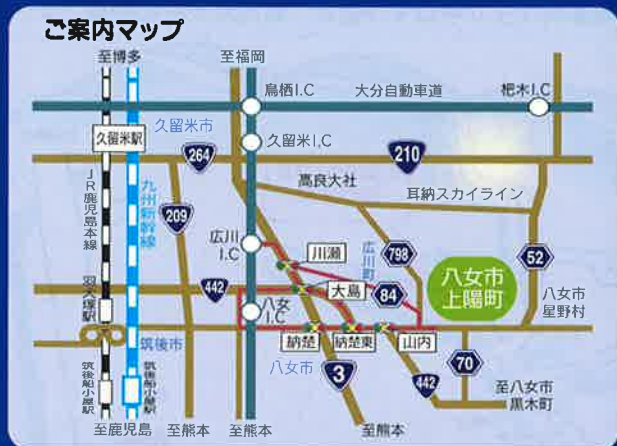 ご案内マップ
至博多
至福岡
鳥栖I.C
大分自動車道
杷木I.C
久留米駅
久留米市
久留米I.C
264
210
JR鹿児島本線
九州新幹線
高良大社
耳納スカイライン
209
広川
I.C
川瀬
広川町
798
52
羽犬塚駅
442
大島
84
八女市
上陽町
八女市
星野村
八女
I.C
筑後市
納楚
納楚東
山内
八女市
3
442
70
筑後船小屋駅
筑後船小屋駅
至八女市
黒木町
至鹿児島
至熊本
至熊本
至熊本